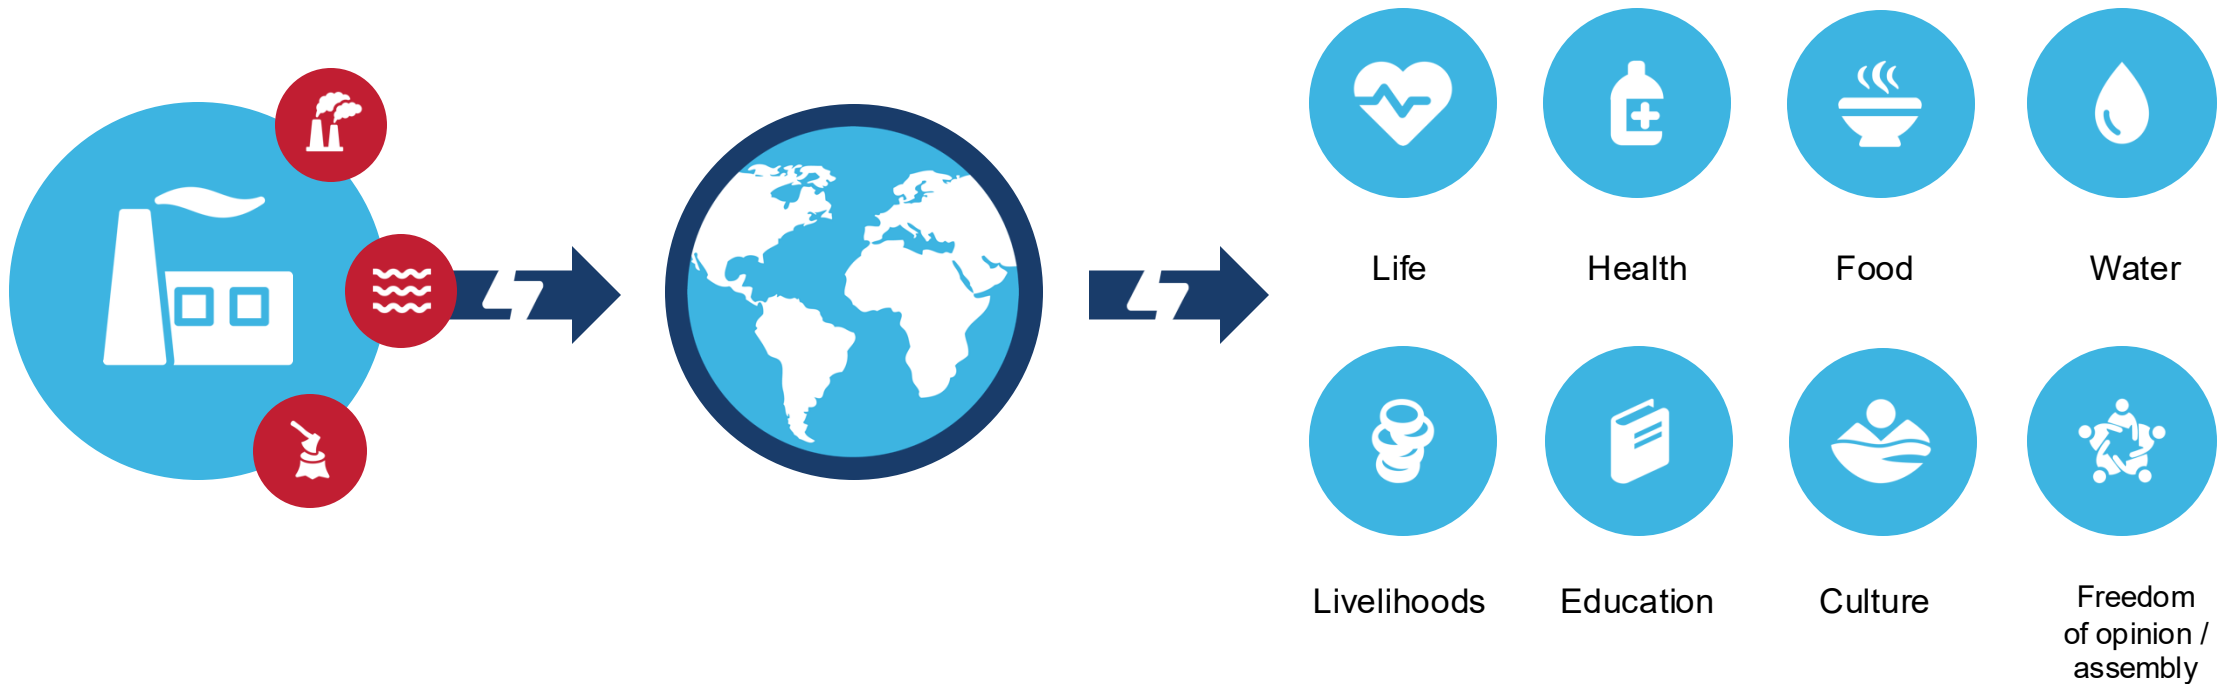 Life
Health
Food
Water
Livelihoods
Education
Culture
Freedom
of opinion /
assembly